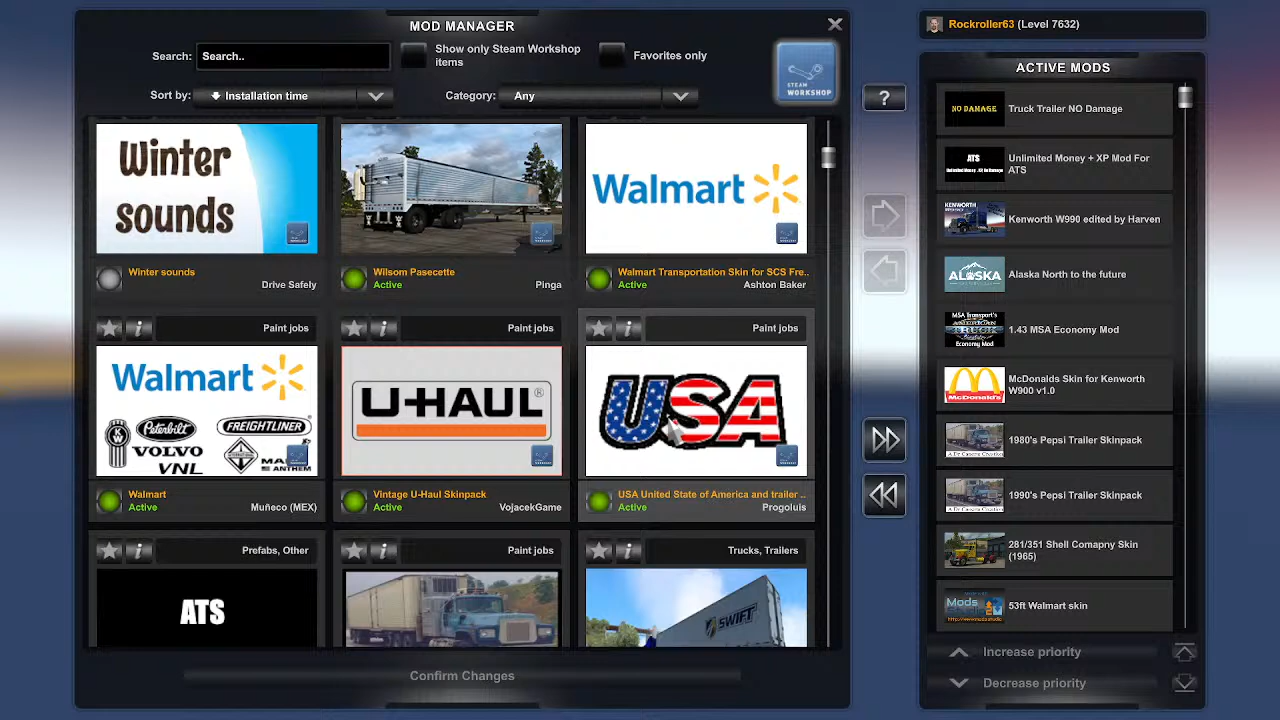 MOD MANAGER
Search:
Search..
Show only Steam Workshop
items
Favorites only
STEAM
WORKSHOP
Sort by:
Installation time
Category:
Any
?
Winter
sounds
Walmart
Winter sounds
Drive Safely
Wilsom Pasecette
Active
Pinga
Walmart Transportation Skin for SCS Fre..
Active
Ashton Baker
Paint jobs
Paint jobs
Paint jobs
Walmart
KW
Peterbilt
FREIGHTLINER
VOLVO
VNL
ANTHEM
U-HAUL®
USA
Walmart
Active
Muñeco (MEX)
Vintage U-Haul Skinpack
Active
VojacekGame
USA United State of America and trailer ..
Active
Progoluis
Prefabs, Other
Paint jobs
Trucks, Trailers
ATS
SWIFT
Confirm Changes
Rockroller63 (Level 7632)
ACTIVE MODS
NO DAMAGE
Truck Trailer NO Damage
ATS
Unlimited Money + XP Mod For
ATS
KENWORTH
Kenworth W990 edited by Harven
ALASKA
Alaska North to the future
MSA Transport's
Economy Mod
1.43 MSA Economy Mod
McDonald's
McDonalds Skin for Kenworth
W900 v1.0
1980's Pepsi Trailer Skinpack
1990's Pepsi Trailer Skinpack
281/351 Shell Comapny Skin
(1965)
Mods
53ft Walmart skin
Increase priority
Decrease priority